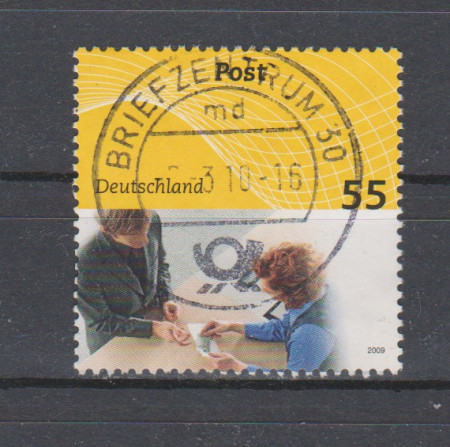 Post
BRIEFZENTRUM 30
md
-3.10-16
Deutschland
55
2009